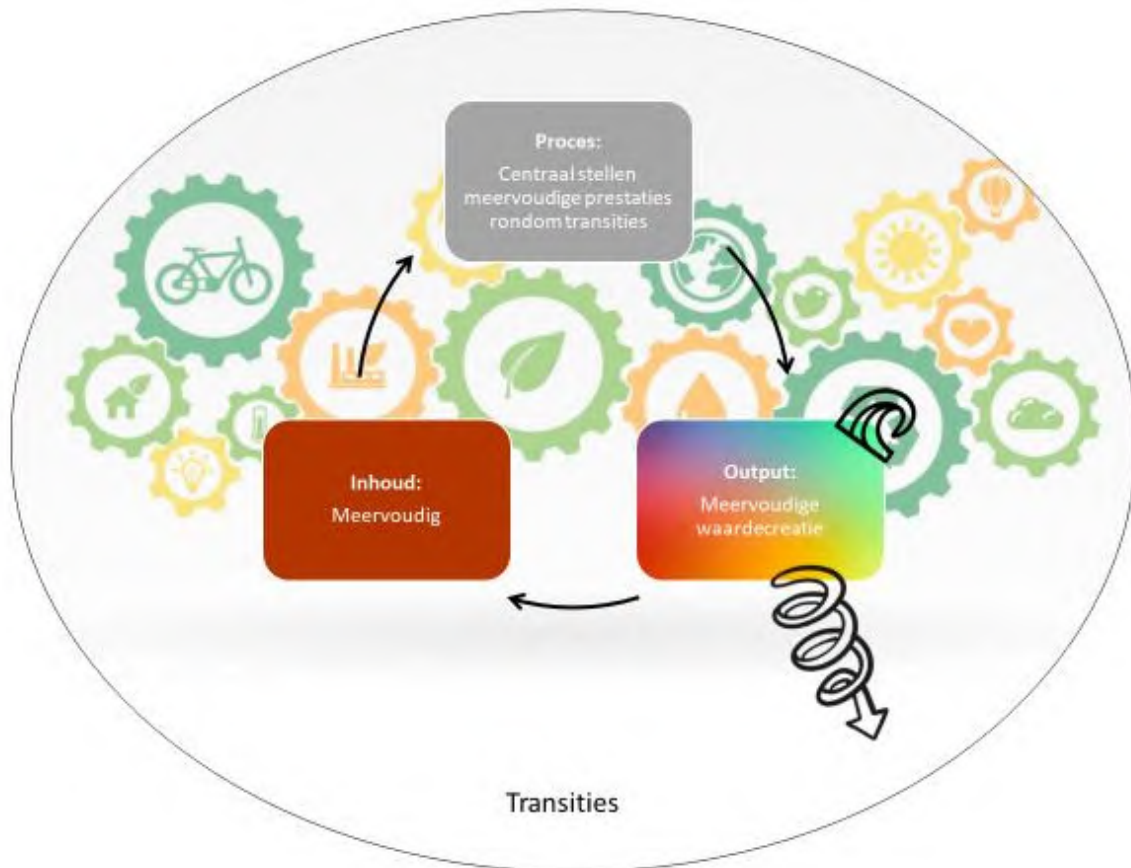 Proces:
Centraal stellen
meervoudige prestaties
rondom transities
Inhoud:
Meervoudig
Output:
Meervoudige
waardecreatie
Transities